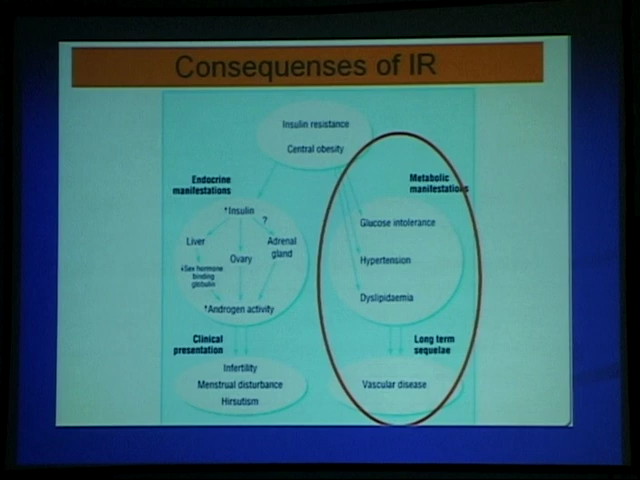 Consequenses of IR
Insulin resistance
Central obesity
Endocrine
manifestations
↑Insulin
?
Liver
Ovary
Adrenal
gland
↓Sex hormone
binding
globulin
↑Androgen activity
Clinical
presentation
Infertility
Menstrual disturbance
Hirsutism
Metabolic
manifestations
Glucose intolerance
Hypertension
Dyslipidaemia
Long term
sequelae
Vascular disease